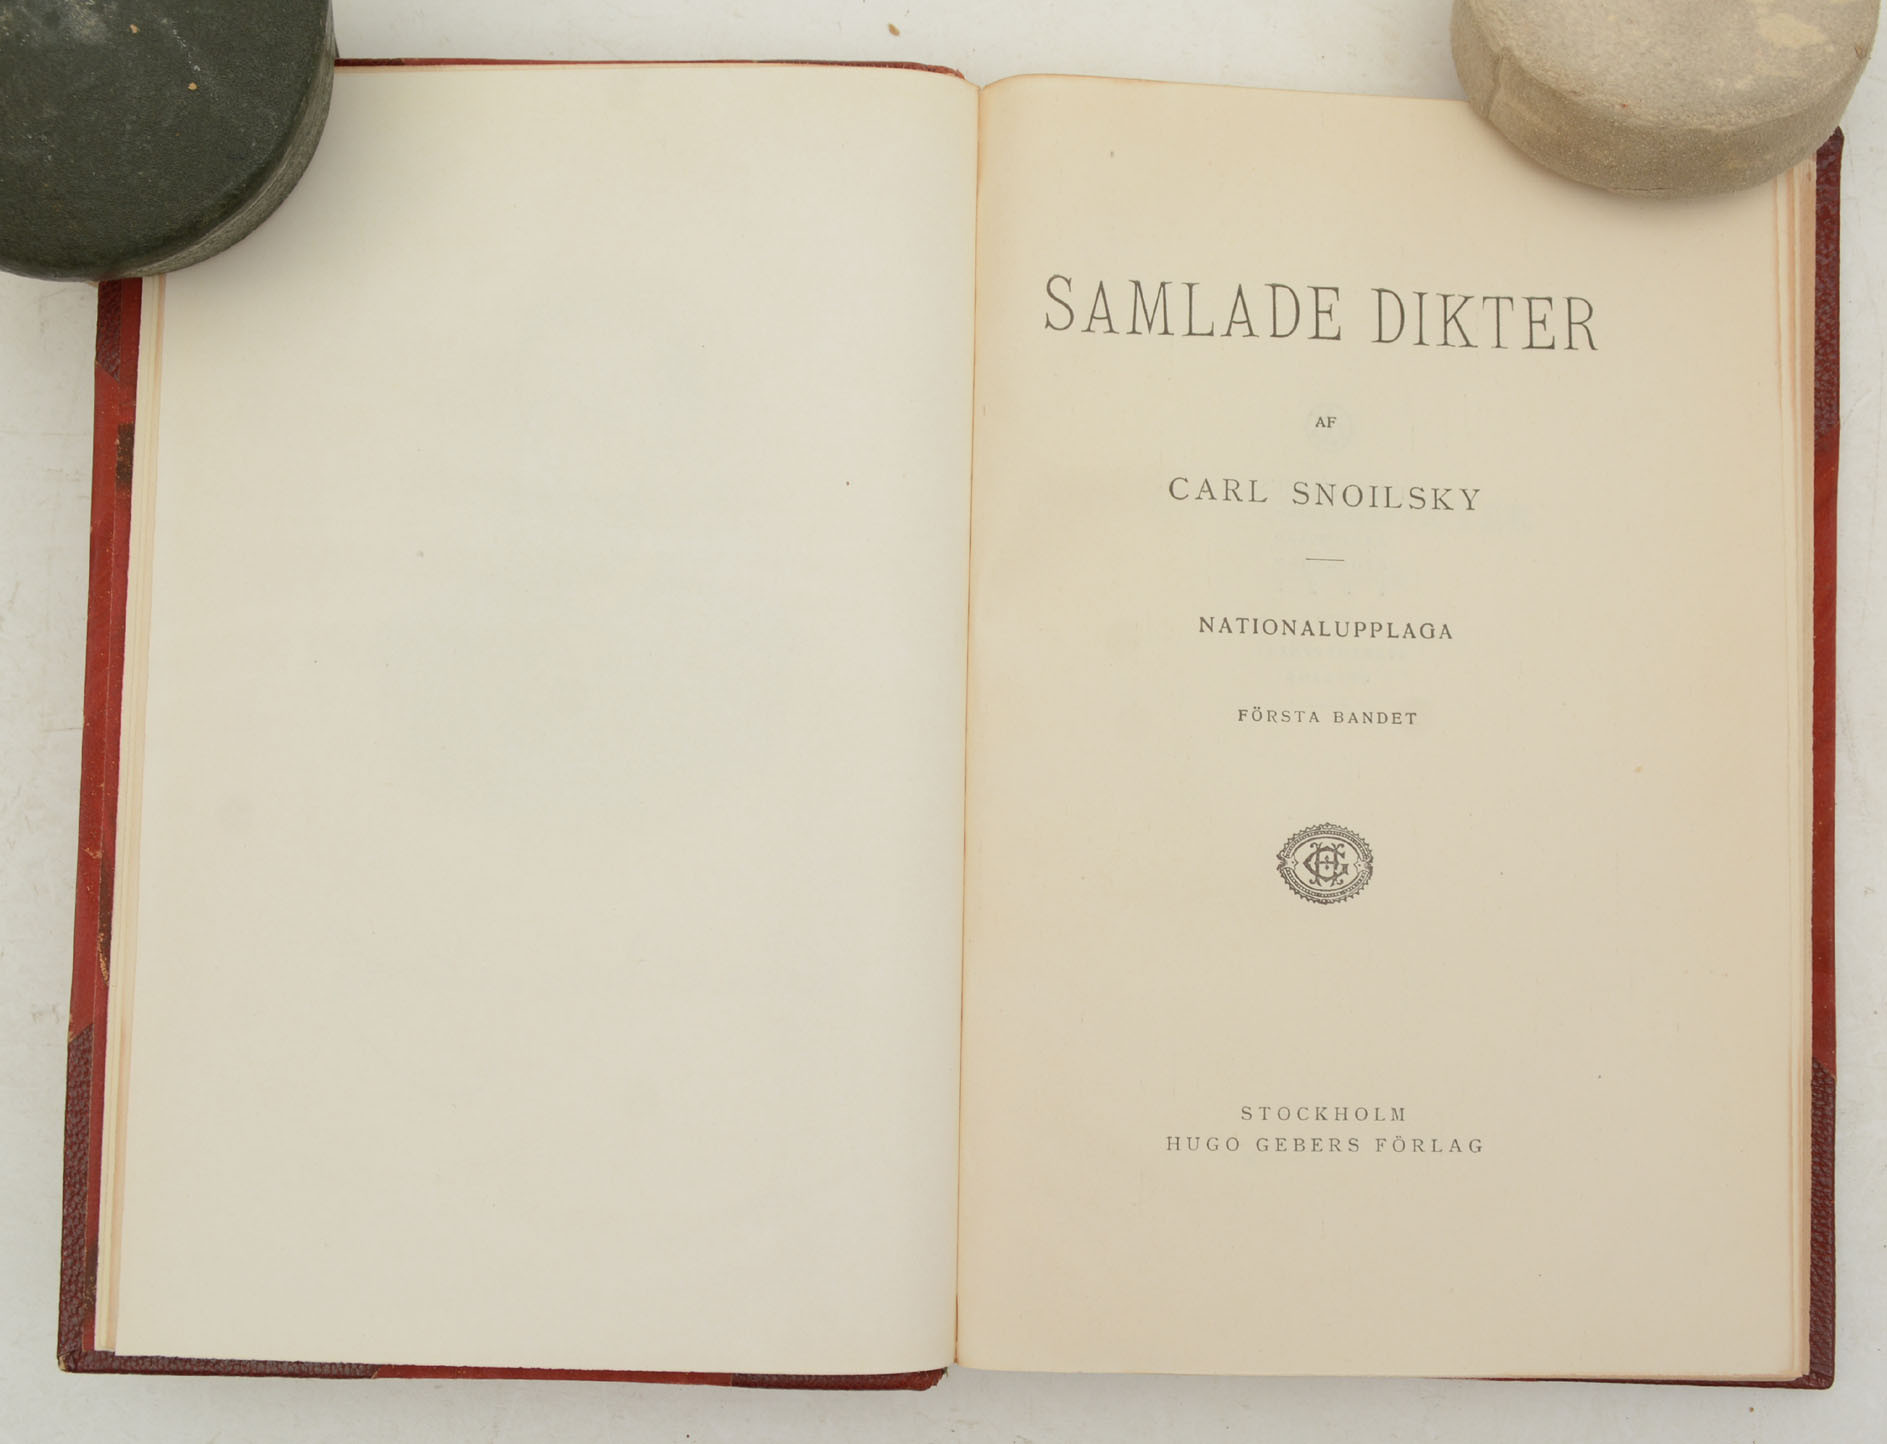 SAMLADE DIKTER
AF
CARL SNOILSKY
NATIONALUPPLAGA
FÖRSTA BANDET
STOCKHOLM
HUGO GEBERS FÖRLAG